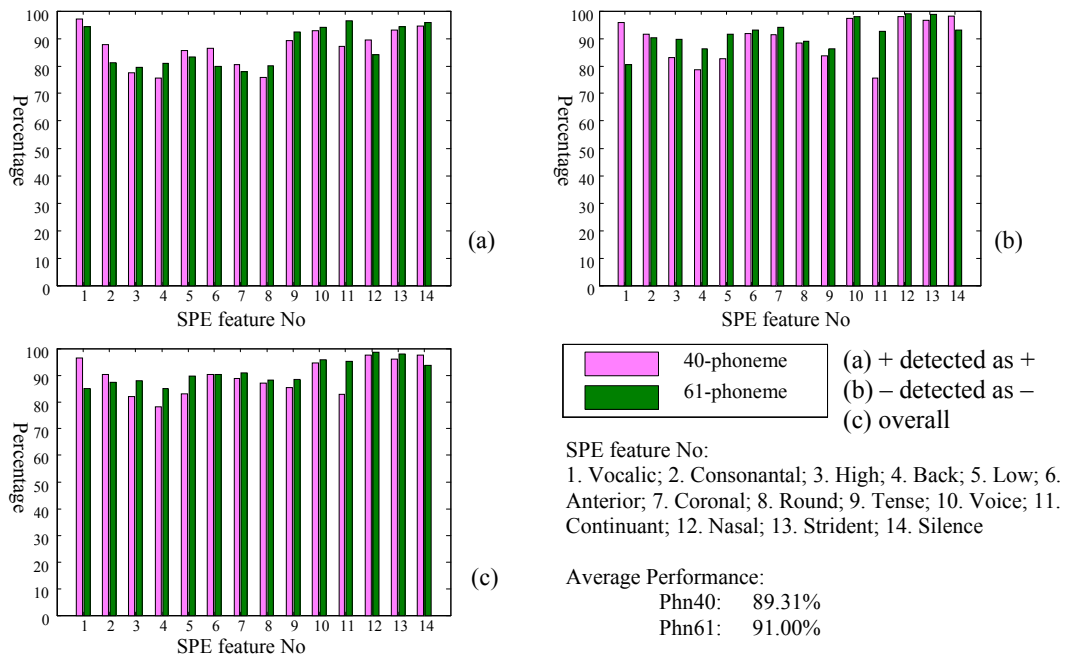 100
90
80
70
60
50
40
30
20
10
0
Percentage
1 2 3 4 5 6 7 8 9 10 11 12 13 14
SPE feature No
(a)
100
90
80
70
60
50
40
30
20
10
0
Percentage
1 2 3 4 5 6 7 8 9 10 11 12 13 14
SPE feature No
(b)
100
90
80
70
60
50
40
30
20
10
0
Percentage
1 2 3 4 5 6 7 8 9 10 11 12 13 14
SPE feature No
(c)
40-phoneme
61-phoneme
(a) + detected as +
(b) – detected as –
(c) overall
SPE feature No:
1. Vocalic; 2. Consonantal; 3. High; 4. Back; 5. Low; 6.
Anterior; 7. Coronal; 8. Round; 9. Tense; 10. Voice; 11.
Continuant; 12. Nasal; 13. Strident; 14. Silence
Average Performance:
Phn40: 89.31%
Phn61: 91.00%